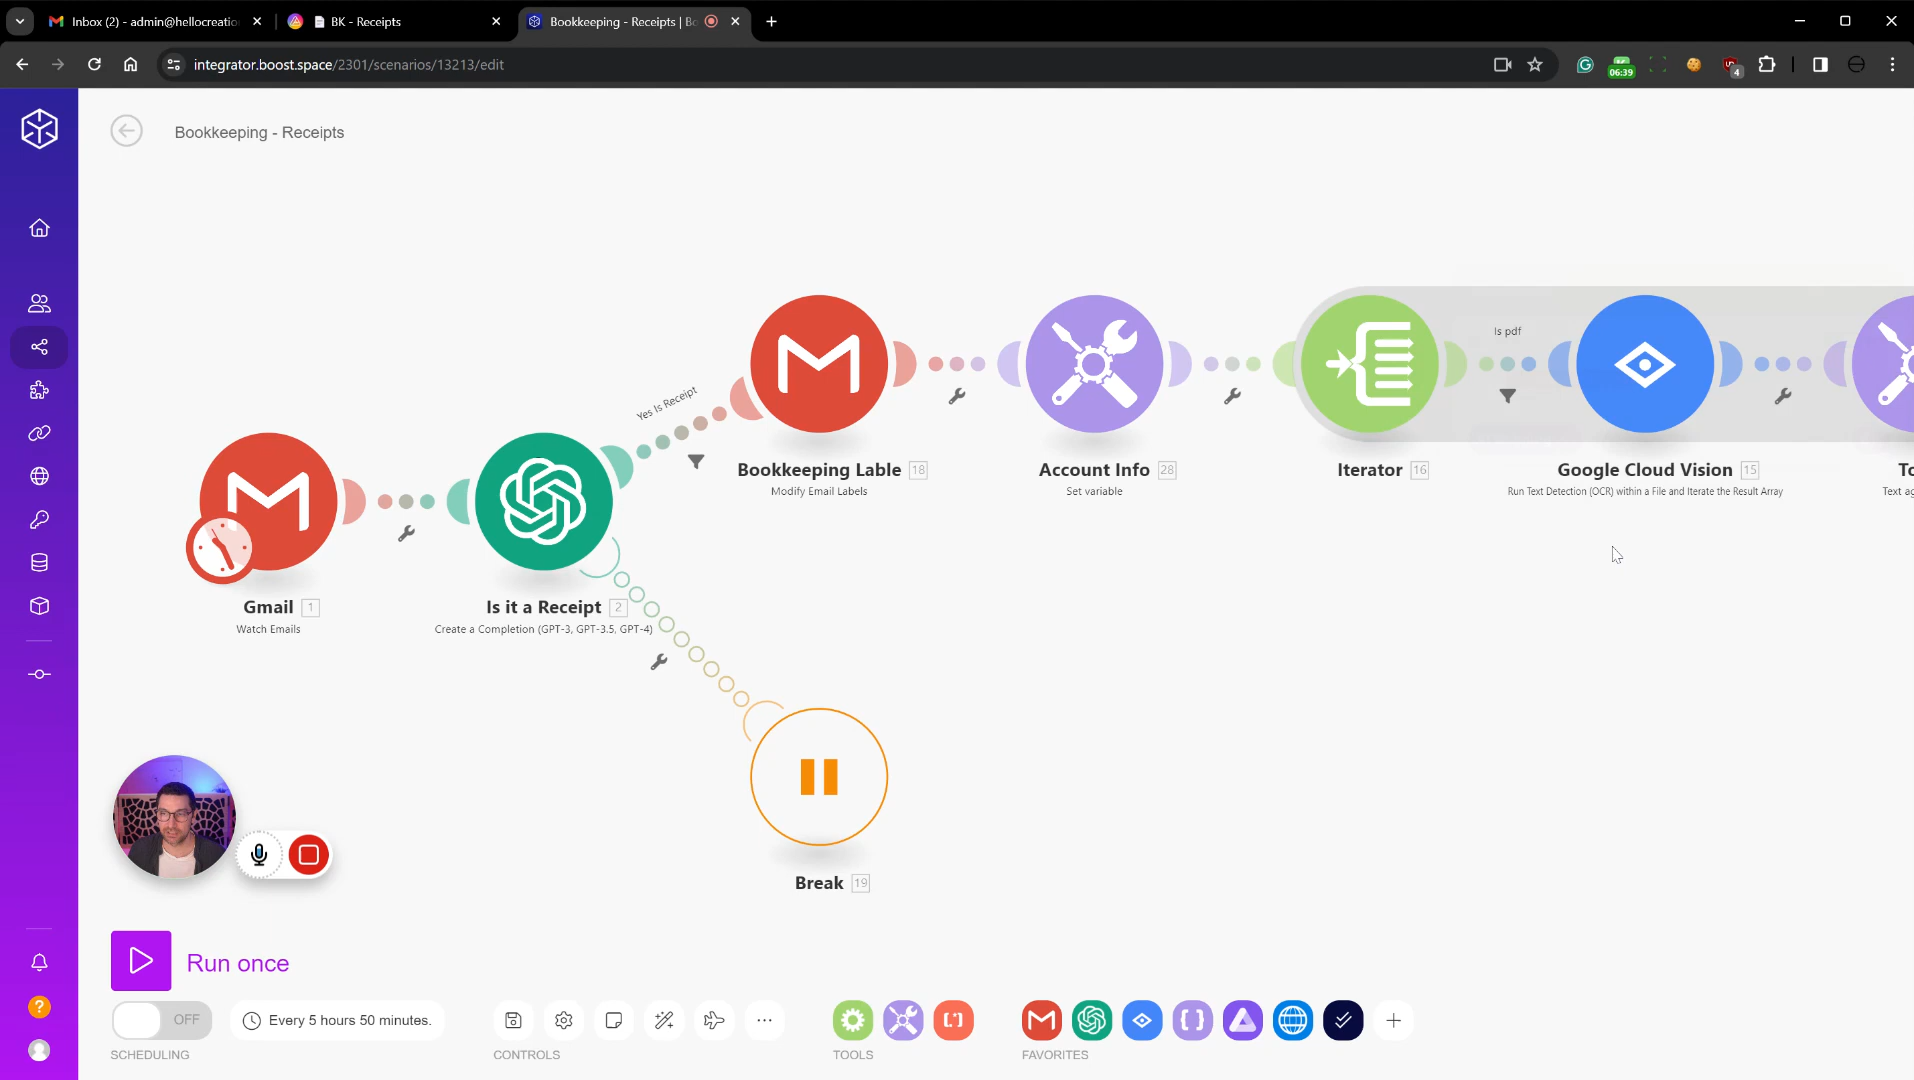 Inbox (2) - admin@hellocreatio
BK - Receipts
Bookkeeping - Receipts | Bo
integrator.boost.space/2301/scenarios/13213/edit
06:39
4
Bookkeeping - Receipts
Is pdf
Yes Is Receipt
Bookkeeping Lable 18
Modify Email Labels
Account Info 28
Set variable
Iterator 16
Google Cloud Vision 15
Run Text Detection (OCR) within a File and Iterate the Result Array
To
Text ag
Gmail 1
Watch Emails
Is it a Receipt 2
Create a Completion (GPT-3, GPT-3.5, GPT-4)
Break 19
Run once
OFF
Every 5 hours 50 minutes.
SCHEDULING
CONTROLS
TOOLS
FAVORITES